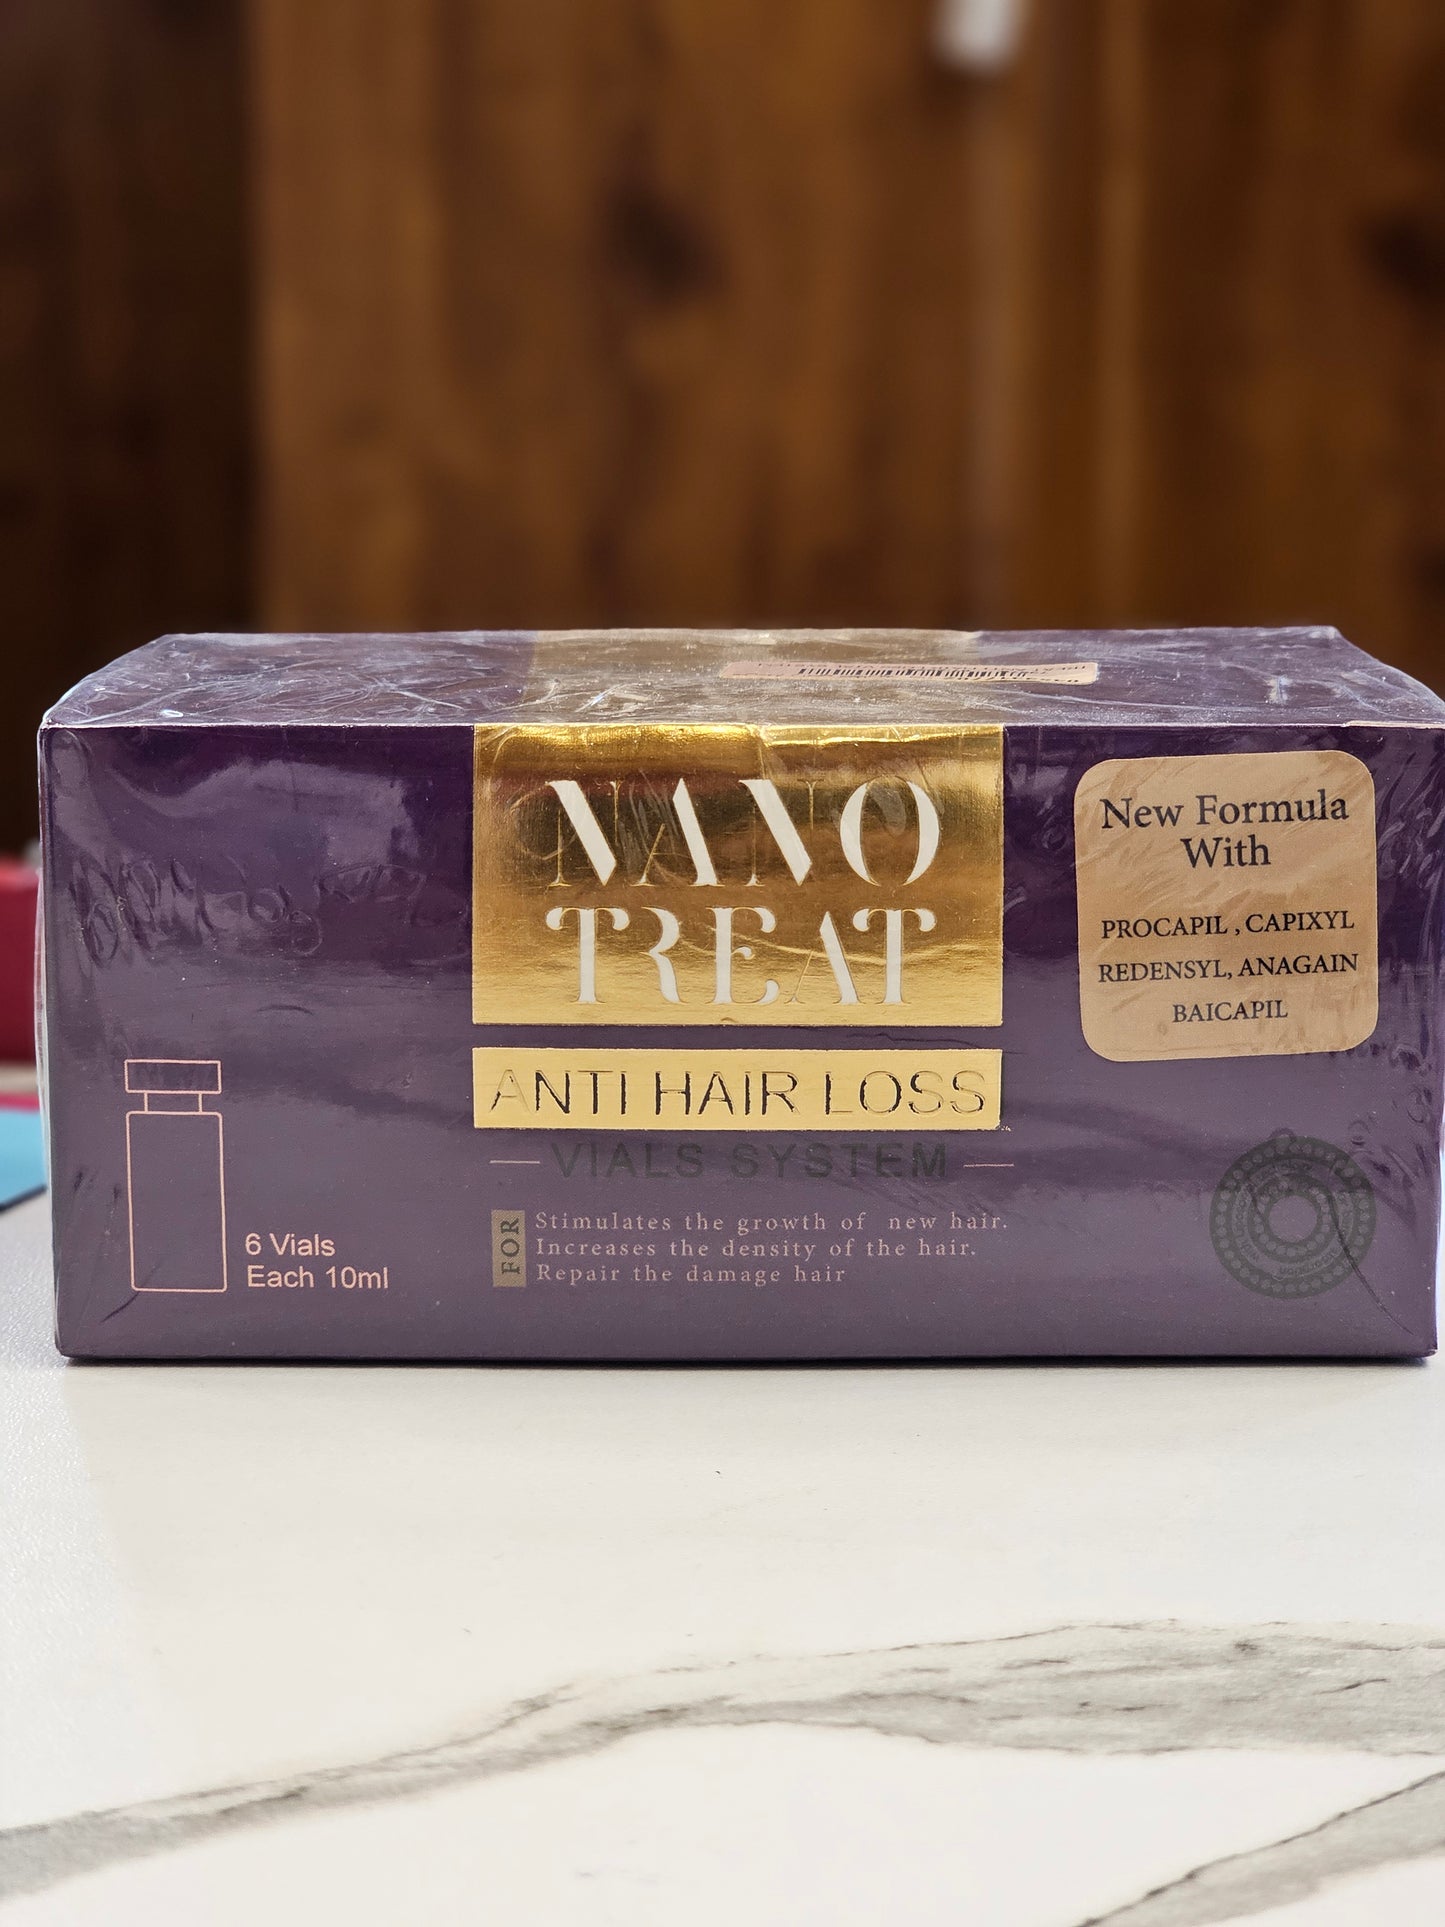 NANO
TREAT
ANTI HAIR LOSS
VIALS SYSTEM
FOR
Stimulates the growth of new hair.
Increases the density of the hair.
Repair the damage hair
6 Vials
Each 10ml
New Formula
With
PROCAPIL , CAPIXYL
REDENSYL, ANAGAIN
BAICAPIL